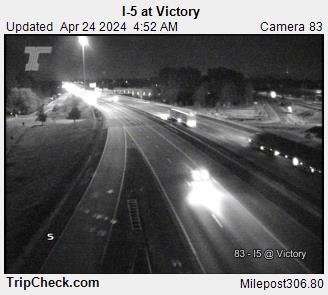 I-5 at Victory
Updated Apr 24 2024 4:52 AM Camera 83
T
S
83 - I5 @ Victory
TripCheck.com Milepost306.80